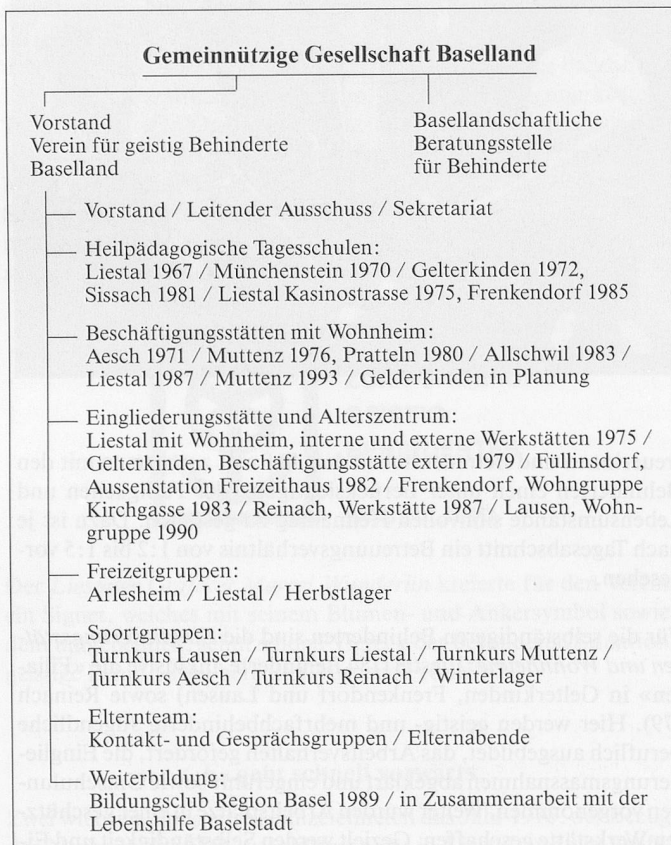 Gemeinnützige Gesellschaft Baselland
Vorstand
Verein für geistig Behinderte
Baselland
Basellandschaftliche
Beratungsstelle
für Behinderte
Vorstand / Leitender Ausschuss / Sekretariat
Heilpädagogische Tagesschulen:
Liestal 1967 / Münchenstein 1970 / Gelterkinden 1972,
Sissach 1981 / Liestal Kasinostrasse 1975, Frenkendorf 1985
Beschäftigungsstätten mit Wohnheim:
Aesch 1971 / Muttenz 1976, Pratteln 1980 / Allschwil 1983 /
Liestal 1987 / Muttenz 1993 / Gelderkinden in Planung
Eingliederungsstätte und Alterszentrum:
Liestal mit Wohnheim, interne und externe Werkstätten 1975 /
Gelterkinden, Beschäftigungsstätte extern 1979 / Füllinsdorf,
Aussenstation Freizeithaus 1982 / Frenkendorf, Wohngruppe
Kirchgasse 1983 / Reinach, Werkstätte 1987 / Lausen, Wohn-
gruppe 1990
Freizeitgruppen:
Arlesheim / Liestal / Herbstlager
Sportgruppen:
Turnkurs Lausen / Turnkurs Liestal / Turnkurs Muttenz /
Turnkurs Aesch / Turnkurs Reinach / Winterlager
Elternteam:
Kontakt- und Gesprächsgruppen / Elternabende
Weiterbildung:
Bildungsclub Region Basel 1989 / in Zusammenarbeit mit der
Lebenshilfe Baselstadt